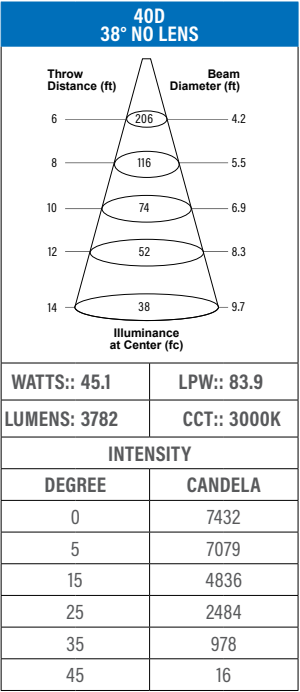 40D
38° NO LENS
Throw Beam
Distance (ft) Diameter (ft)
6 206 4.2
8 116 5.5
10 74 6.9
12 52 8.3
14 38 9.7
Illuminance
at Center (fc)
WATTS:: 45.1 LPW:: 83.9
LUMENS: 3782 CCT:: 3000K
INTENSITY
DEGREE CANDELA
0 7432
5 7079
15 4836
25 2484
35 978
45 16